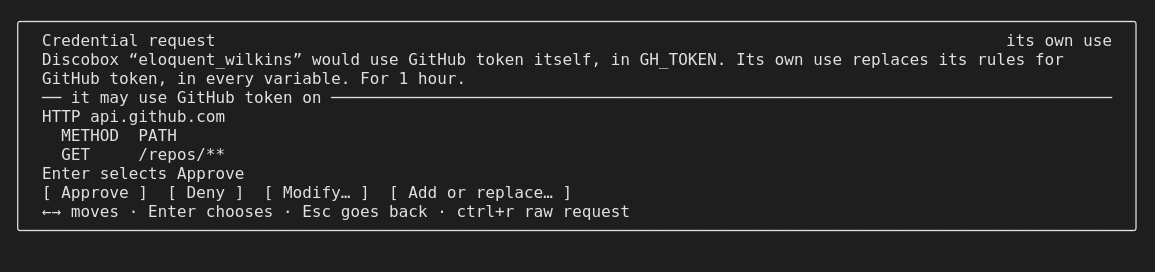 Credential request its own use
Discobox “eloquent_wilkins” would use GitHub token itself, in GH_TOKEN. Its own use replaces its rules for
GitHub token, in every variable. For 1 hour.
── it may use GitHub token on ──────────────────────────────────────────────────────────────────────────────────
HTTP api.github.com
METHOD PATH
GET /repos/**
Enter selects Approve
[ Approve ] [ Deny ] [ Modify… ] [ Add or replace… ]
←→ moves · Enter chooses · Esc goes back · ctrl+r raw request